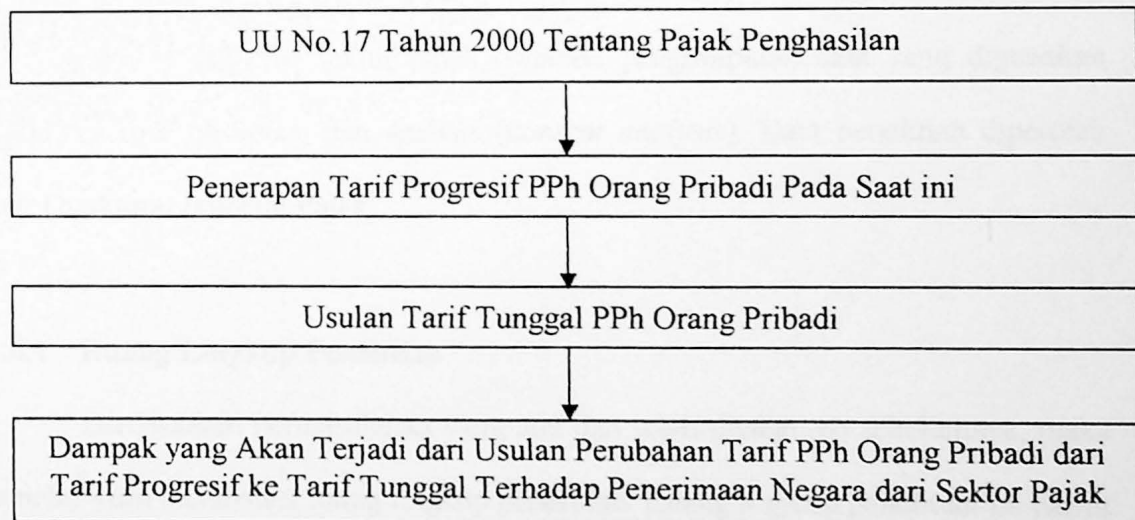 UU No.17 Tahun 2000 Tentang Pajak Penghasilan
Penerapan Tarif Progresif PPh Orang Pribadi Pada Saat ini
Usulan Tarif Tunggal PPh Orang Pribadi
Dampak yang Akan Terjadi dari Usulan Perubahan Tarif PPh Orang Pribadi dari
Tarif Progresif ke Tarif Tunggal Terhadap Penerimaan Negara dari Sektor Pajak